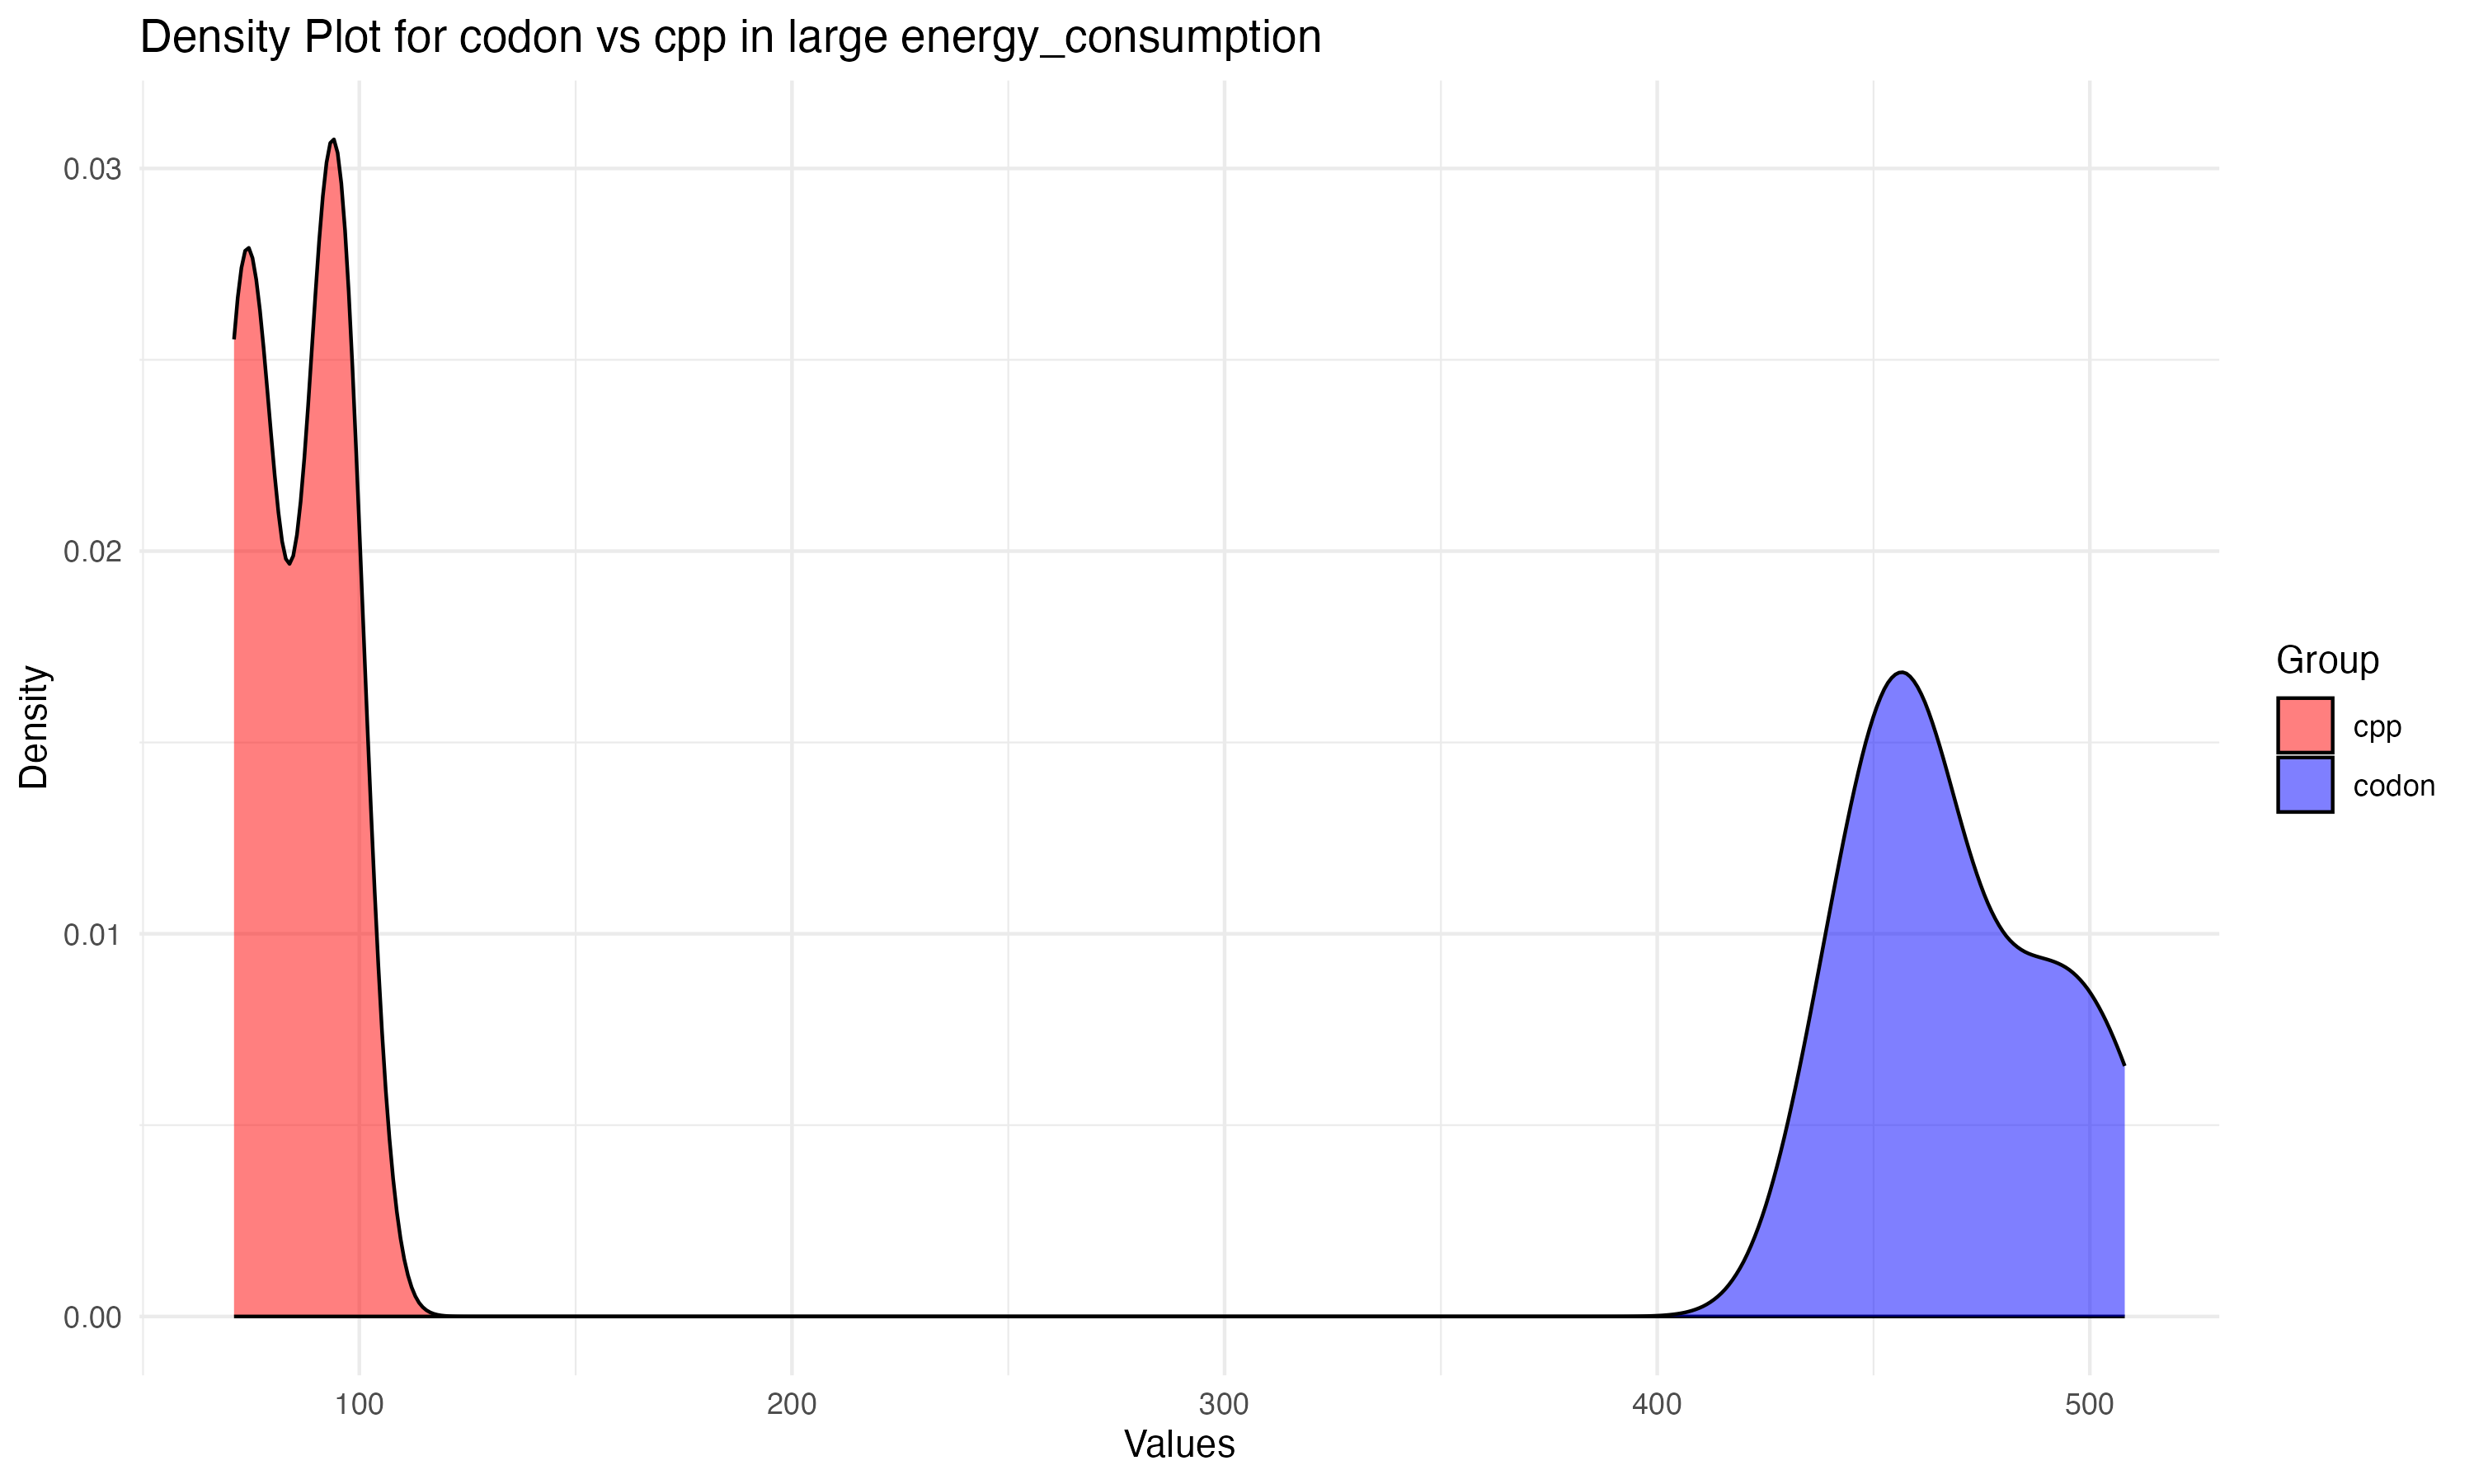 Density Plot for codon vs cpp in large energy_consumption
0.03
0.02
0.01
0.00
Density
100 200 300 400 500
Values
Group
cpp
codon